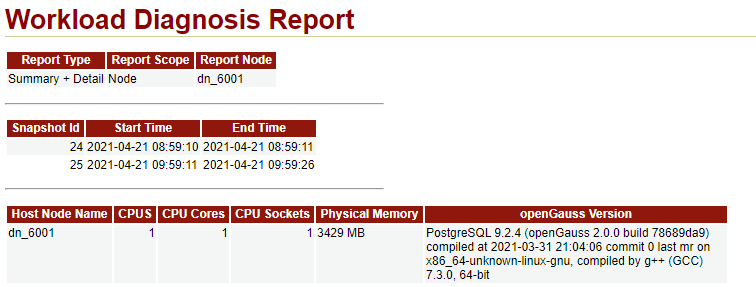 Workload Diagnosis Report
Report Type Report Scope Report Node
Summary + Detail Node dn_6001
Snapshot Id Start Time End Time
24 2021-04-21 08:59:10 2021-04-21 08:59:11
25 2021-04-21 09:59:11 2021-04-21 09:59:26
Host Node Name CPUS CPU Cores CPU Sockets Physical Memory openGauss Version
dn_6001 1 1 1 3429 MB PostgreSQL 9.2.4 (openGauss 2.0.0 build 78689da9)
compiled at 2021-03-31 21:04:06 commit 0 last mr on
x86_64-unknown-linux-gnu, compiled by g++ (GCC)
7.3.0, 64-bit